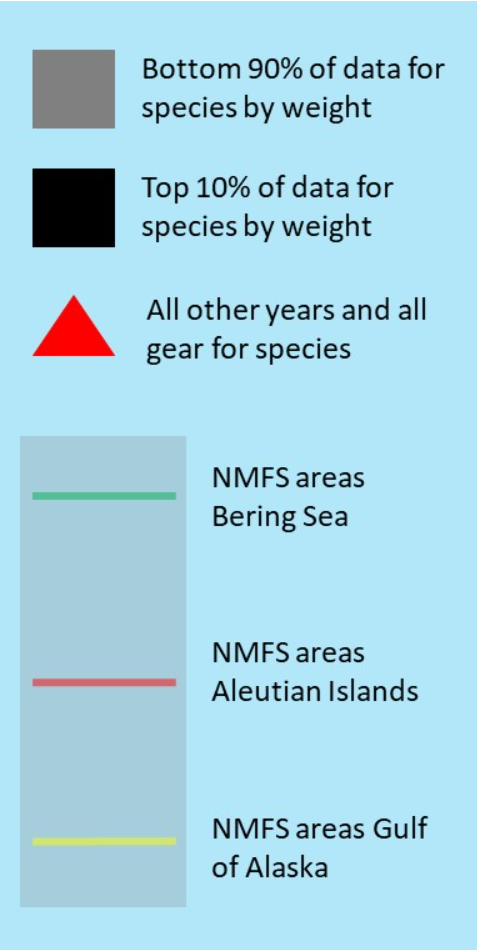 Bottom 90% of data for
species by weight
Top 10% of data for
species by weight
All other years and all
gear for species
NMFS areas
Bering Sea
NMFS areas
Aleutian Islands
NMFS areas Gulf
of Alaska